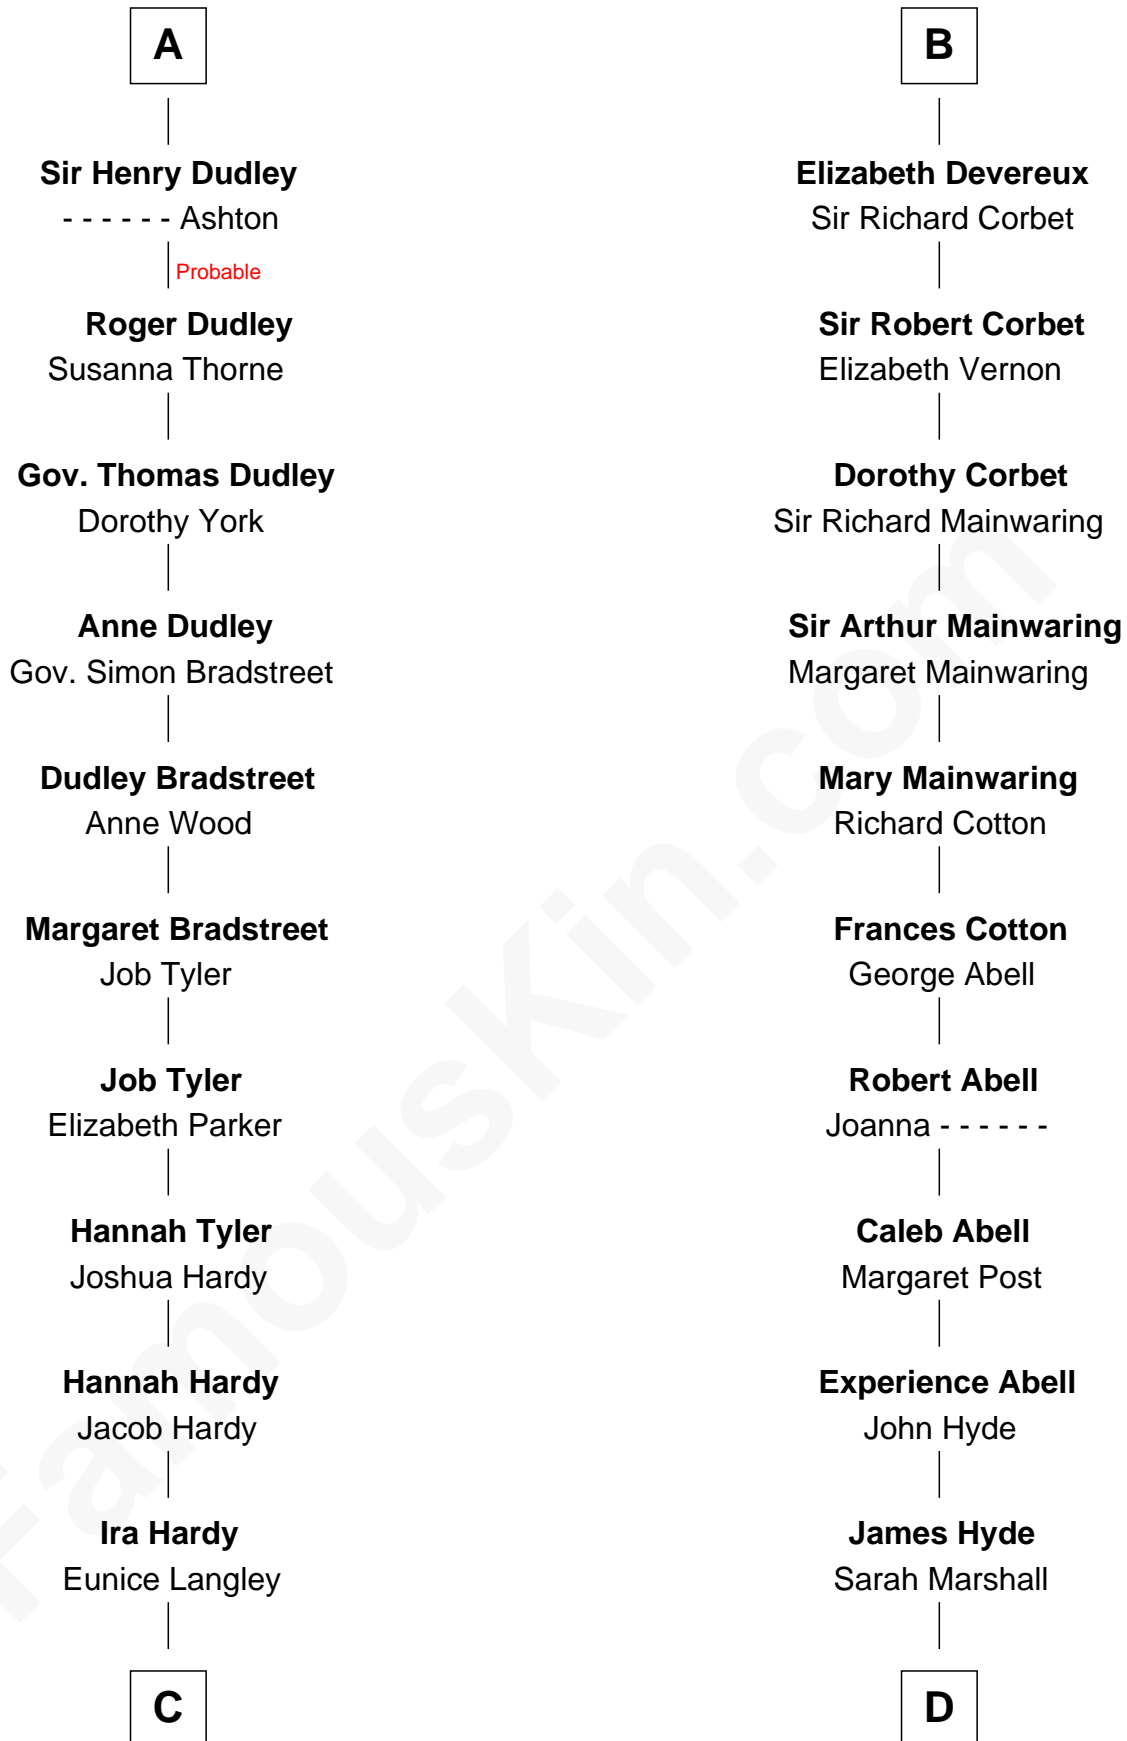 A
Sir Henry Dudley
- - - - - - Ashton
Probable
Roger Dudley
Susanna Thorne
Gov. Thomas Dudley
Dorothy York
Anne Dudley
Gov. Simon Bradstreet
Dudley Bradstreet
Anne Wood
Margaret Bradstreet
Job Tyler
Job Tyler
Elizabeth Parker
Hannah Tyler
Joshua Hardy
Hannah Hardy
Jacob Hardy
Ira Hardy
Eunice Langley
C
B
Elizabeth Devereux
Sir Richard Corbet
Sir Robert Corbet
Elizabeth Vernon
Dorothy Corbet
Sir Richard Mainwaring
Sir Arthur Mainwaring
Margaret Mainwaring
Mary Mainwaring
Richard Cotton
Frances Cotton
George Abell
Robert Abell
Joanna - - - - - -
Caleb Abell
Margaret Post
Experience Abell
John Hyde
James Hyde
Sarah Marshall
D
FamousKin.com